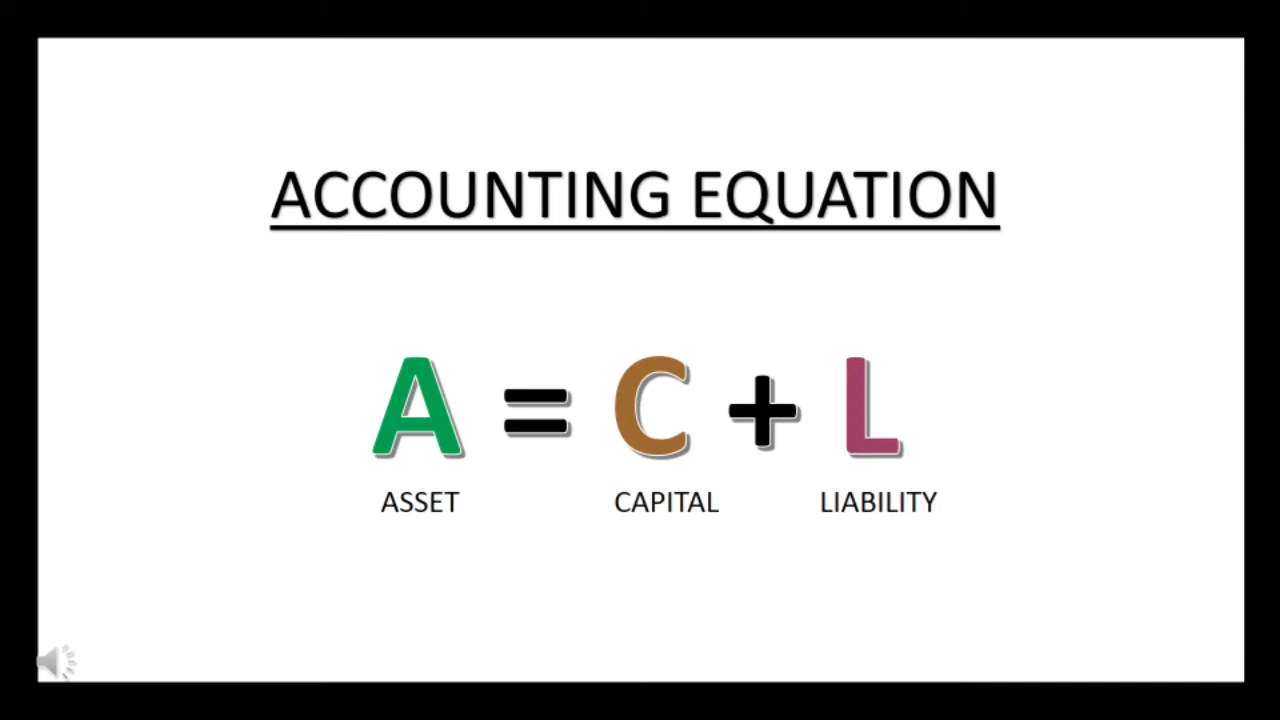 ACCOUNTING EQUATION
A = C + L
ASSET CAPITAL LIABILITY